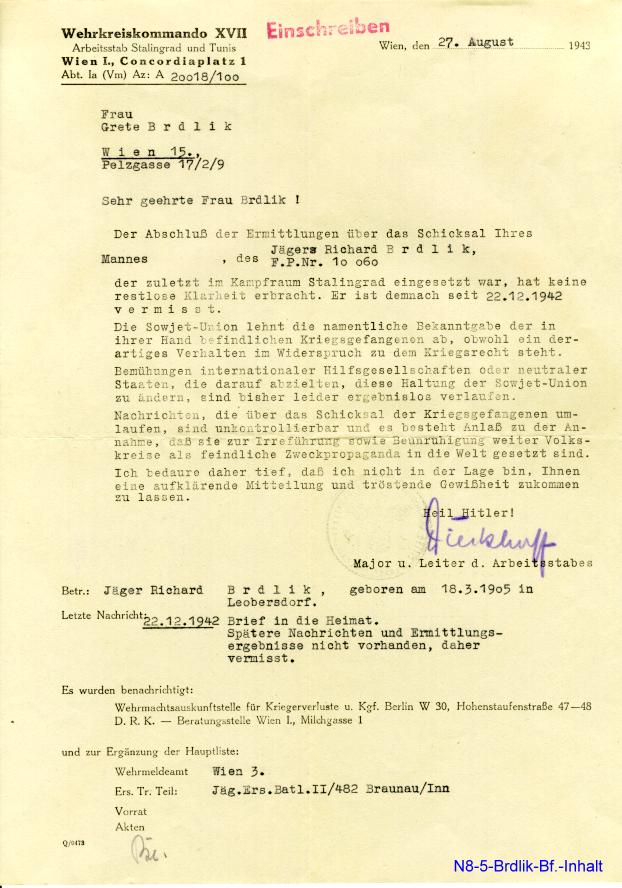 Wehrkreiskommando XVII
Einschreiben
Arbeitsstab Stalingrad und Tunis
Wien, den 27. August 1943
Wien I., Concordiaplatz 1
Abt. Ia (Vm) Az: A 20018/100
Frau
Grete B r d l i k
W i e n 15.,
Pelzgasse 17/2/9
Sehr geehrte Frau Brdlik !
Der Abschluß der Ermittlungen über das Schicksal Ihres
Mannes , des Jägers Richard B r d l i k,
F.P.Nr. 1o o6o
der zuletzt im Kampfraum Stalingrad eingesetzt war, hat keine
restlose Klarheit erbracht. Er ist demnach seit 22.12.1942
v e r m i s s t.
Die Sowjet-Union lehnt die namentliche Bekanntgabe der in
ihrer Hand befindlichen Kriegsgefangenen ab, obwohl ein der-
artiges Verhalten im Widerspruch zu dem Kriegsrecht steht.
Bemühungen internationaler Hilfsgesellschaften oder neutraler
Staaten, die darauf abzielten, diese Haltung der Sowjet-Union
zu ändern, sind bisher leider ergebnislos verlaufen.
Nachrichten, die über das Schicksal der Kriegsgefangenen um-
laufen, sind unkontrollierbar und es besteht Anlaß zu der An-
nahme, daß sie zur Irreführung sowie Beunruhigung weiter Volks-
kreise als feindliche Zweckpropaganda in die Welt gesetzt sind.
Ich bedaure daher tief, daß ich nicht in der Lage bin, Ihnen
eine aufklärende Mitteilung und tröstende Gewißheit zukommen
zu lassen.
Heil Hitler!
Major u. Leiter d. Arbeitsstabes
Betr.: Jäger Richard B r d l i k , geboren am 18.3.19o5 in
Leobersdorf.
Letzte Nachricht: 22.12.1942 Brief in die Heimat.
Spätere Nachrichten und Ermittlungs-
ergebnisse nicht vorhanden, daher
vermisst.
Es wurden benachrichtigt:
Wehrmachtsauskunftstelle für Kriegerverluste u. Kgf. Berlin W 30, Hohenstaufenstraße 47—48
D. R. K. — Beratungsstelle Wien I., Milchgasse 1
und zur Ergänzung der Hauptliste:
Wehrmeldeamt Wien 3.
Ers. Tr. Teil: Jäg.Ers.Batl.II/482 Braunau/Inn
Vorrat
Akten
Q/0473
N8-5-Brdlik-Bf.-Inhalt